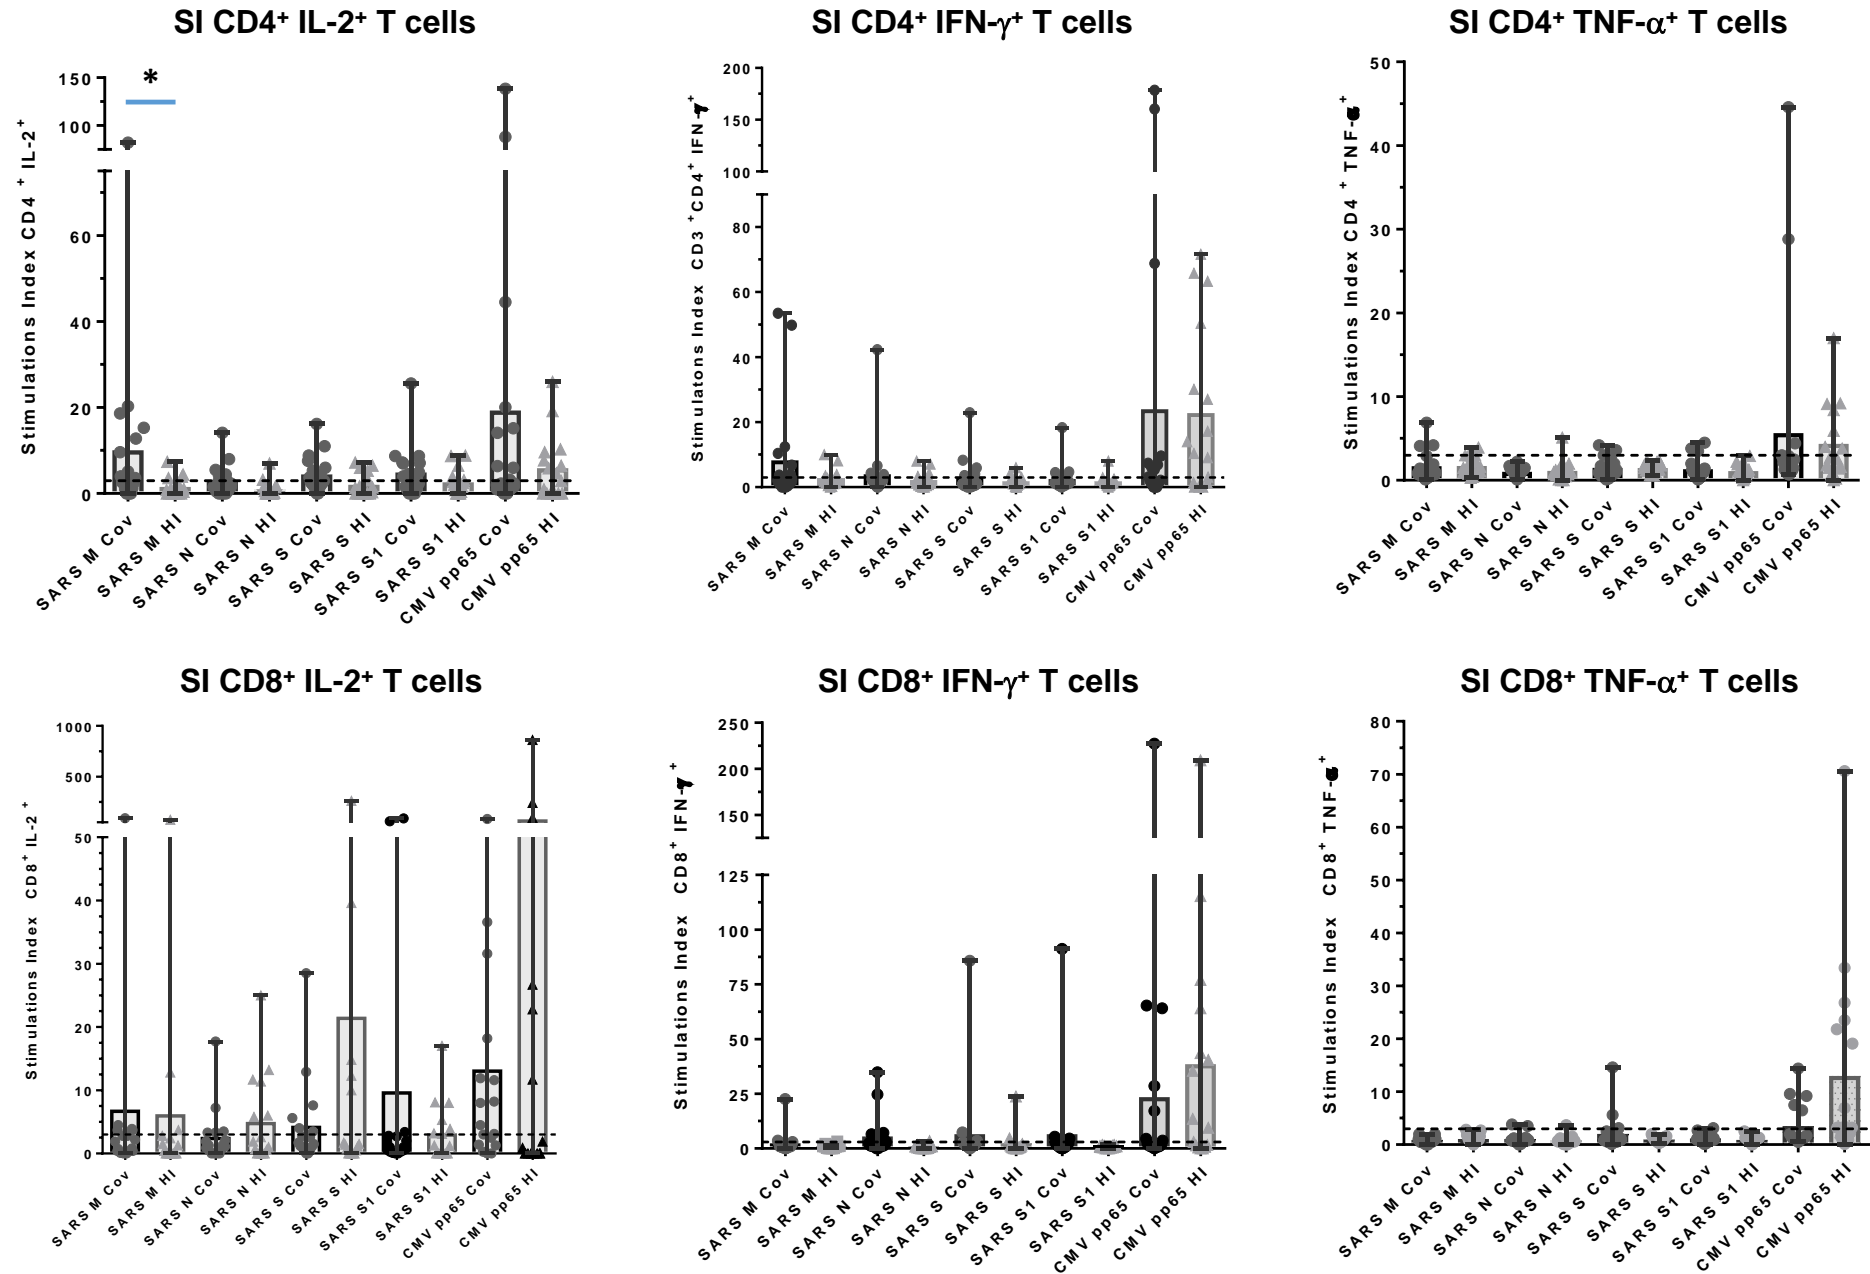 SI CD4⁺ IL-2⁺ T cells
Stimulations Index CD4 ⁺ IL-2⁺
150
100
60
40
20
0
*
SARS M Cov
SARS M HI
SARS N Cov
SARS N HI
SARS S Cov
SARS S HI
SARS S1 Cov
SARS S1 HI
CMV pp65 Cov
CMV pp65 HI
SI CD4⁺ IFN-γ⁺ T cells
Stimulatons Index CD3 ⁺CD4⁺ IFN-γ⁺
200
150
100
80
60
40
20
0
SARS M Cov
SARS M HI
SARS N Cov
SARS N HI
SARS S Cov
SARS S HI
SARS S1 Cov
SARS S1 HI
CMV pp65 Cov
CMV pp65 HI
SI CD4⁺ TNF-α⁺ T cells
Stimulations Index CD4 ⁺ TNF-α⁺
50
40
30
20
10
0
SARS M Cov
SARS M HI
SARS N Cov
SARS N HI
SARS S Cov
SARS S HI
SARS S1 Cov
SARS S1 HI
CMV pp65 Cov
CMV pp65 HI
SI CD8⁺ IL-2⁺ T cells
Stimulations Index CD8⁺ IL-2 ⁺
1000
500
50
40
30
20
10
0
SARS M Cov
SARS M HI
SARS N Cov
SARS N HI
SARS S Cov
SARS S HI
SARS S1 Cov
SARS S1 HI
CMV pp65 Cov
CMV pp65 HI
SI CD8⁺ IFN-γ⁺ T cells
Stimulations Index CD8⁺ IFN-γ ⁺
250
200
150
125
100
75
50
25
0
SARS M Cov
SARS M HI
SARS N Cov
SARS N HI
SARS S Cov
SARS S HI
SARS S1 Cov
SARS S1 HI
CMV pp65 Cov
CMV pp65 HI
SI CD8⁺ TNF-α⁺ T cells
Stimulations Index CD8⁺ TNF-α⁺
80
70
60
50
40
30
20
10
0
SARS M Cov
SARS M HI
SARS N Cov
SARS N HI
SARS S Cov
SARS S HI
SARS S1 Cov
SARS S1 HI
CMV pp65 Cov
CMV pp65 HI